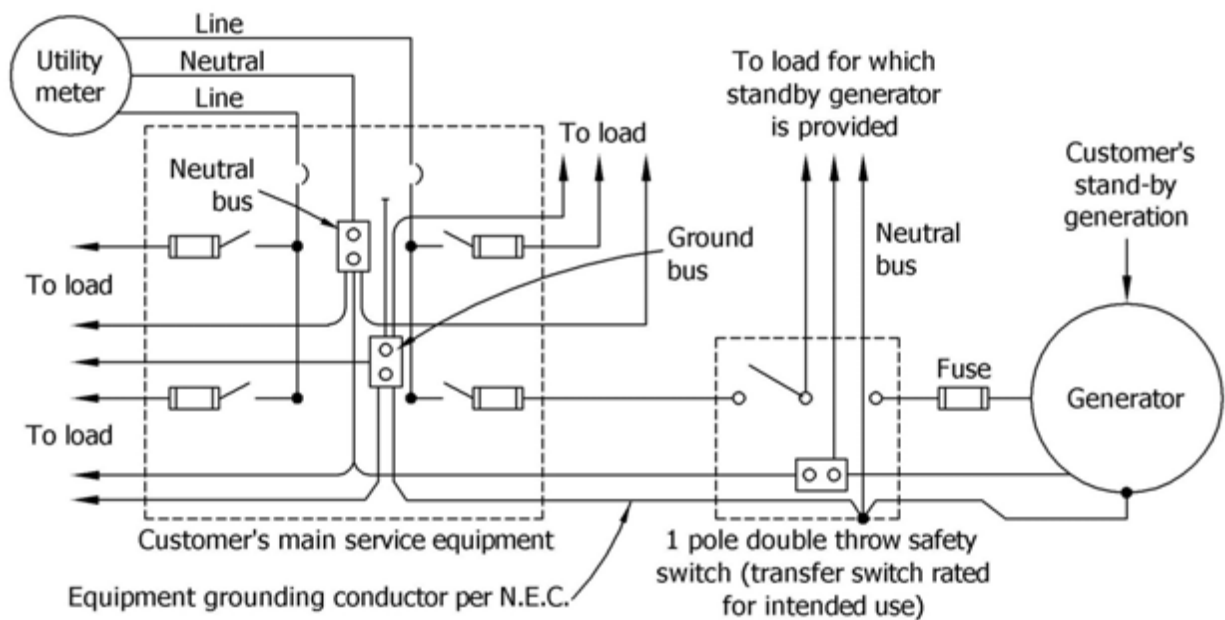 Utility
meter
Line
Neutral
Line
Neutral
bus
To load
To load for which
standby generator
is provided
Customer's
stand-by
generation
Ground
bus
Neutral
bus
To load
Fuse
Generator
To load
Customer's main service equipment
1 pole double throw safety
switch (transfer switch rated
for intended use)
Equipment grounding conductor per N.E.C.